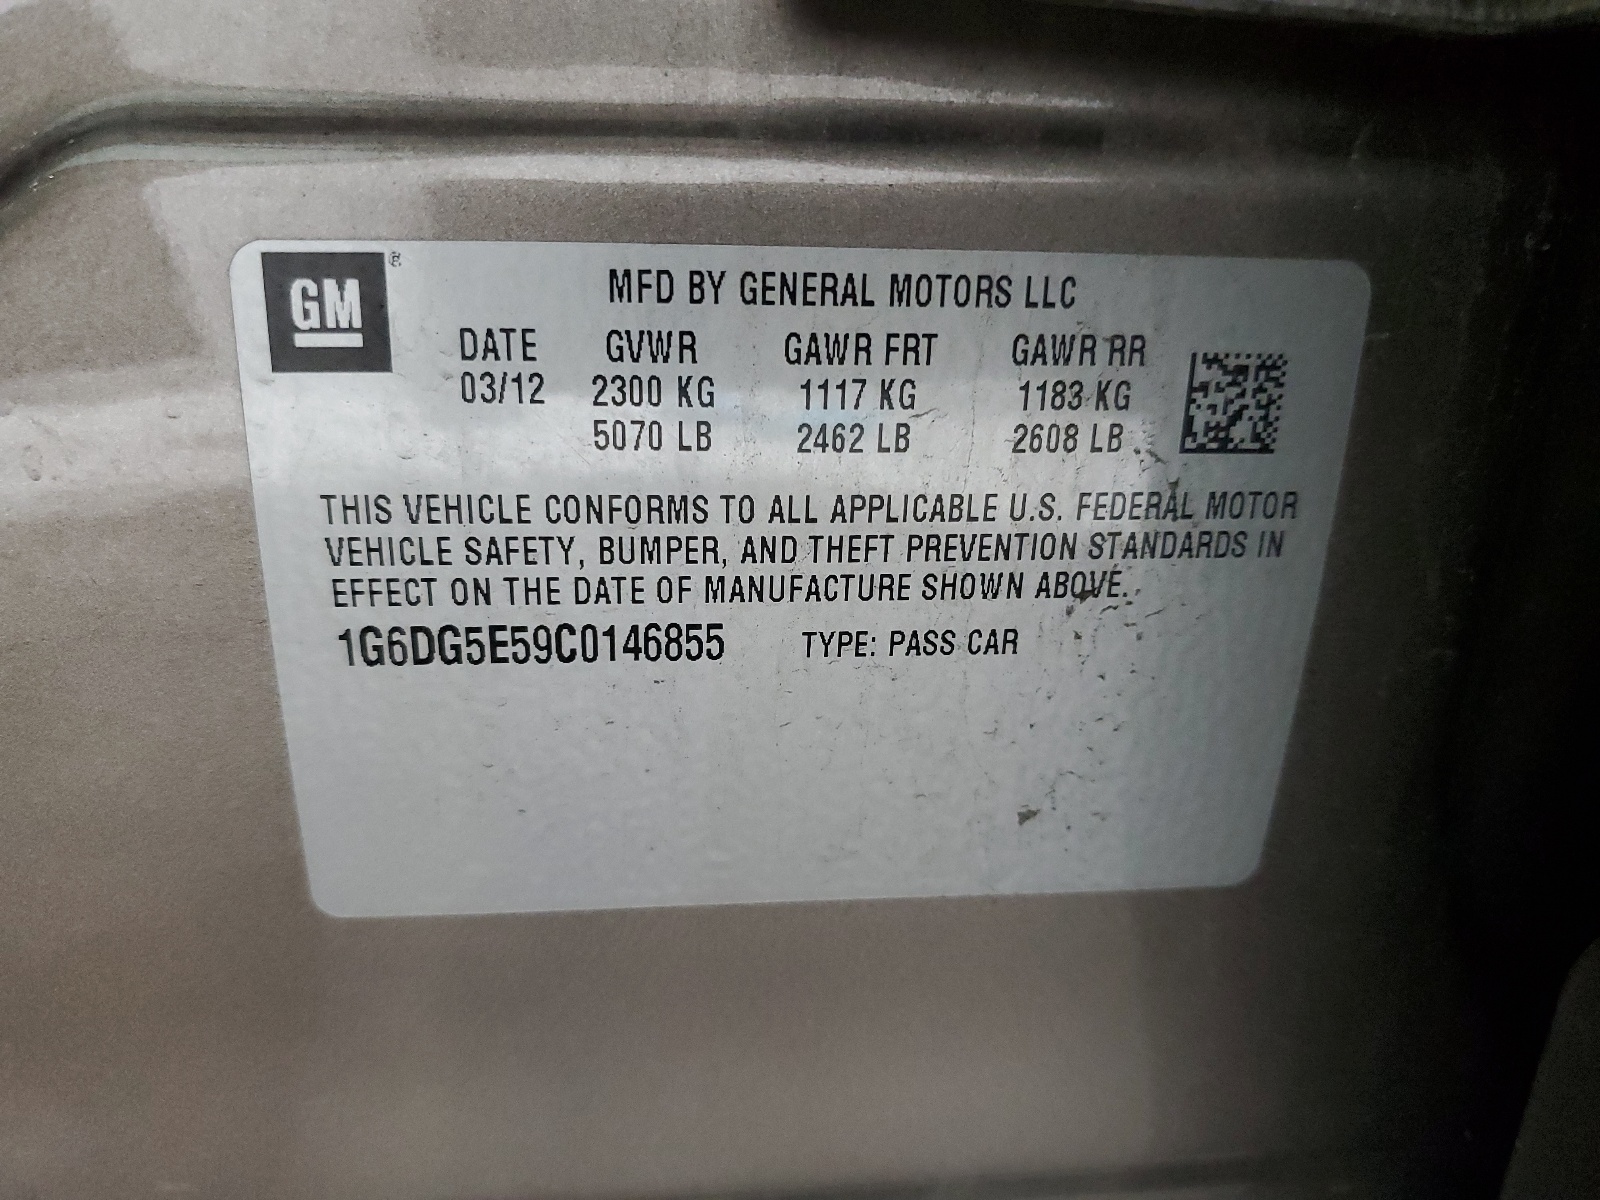 GM ®
MFD BY GENERAL MOTORS LLC
DATE GVWR GAWR FRT GAWR RR
03/12 2300 KG 1117 KG 1183 KG
5070 LB 2462 LB 2608 LB
THIS VEHICLE CONFORMS TO ALL APPLICABLE U.S. FEDERAL MOTOR
VEHICLE SAFETY, BUMPER, AND THEFT PREVENTION STANDARDS IN
EFFECT ON THE DATE OF MANUFACTURE SHOWN ABOVE.
1G6DG5E59C0146855 TYPE: PASS CAR